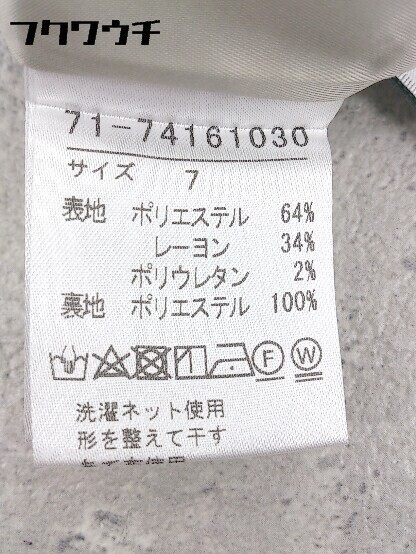 フクワウチ
71-74161030
サイズ 7
表地 ポリエステル 64%
レーヨン 34%
ポリウレタン 2%
裏地 ポリエステル 100%
F W
洗濯ネット使用
形を整えて干す